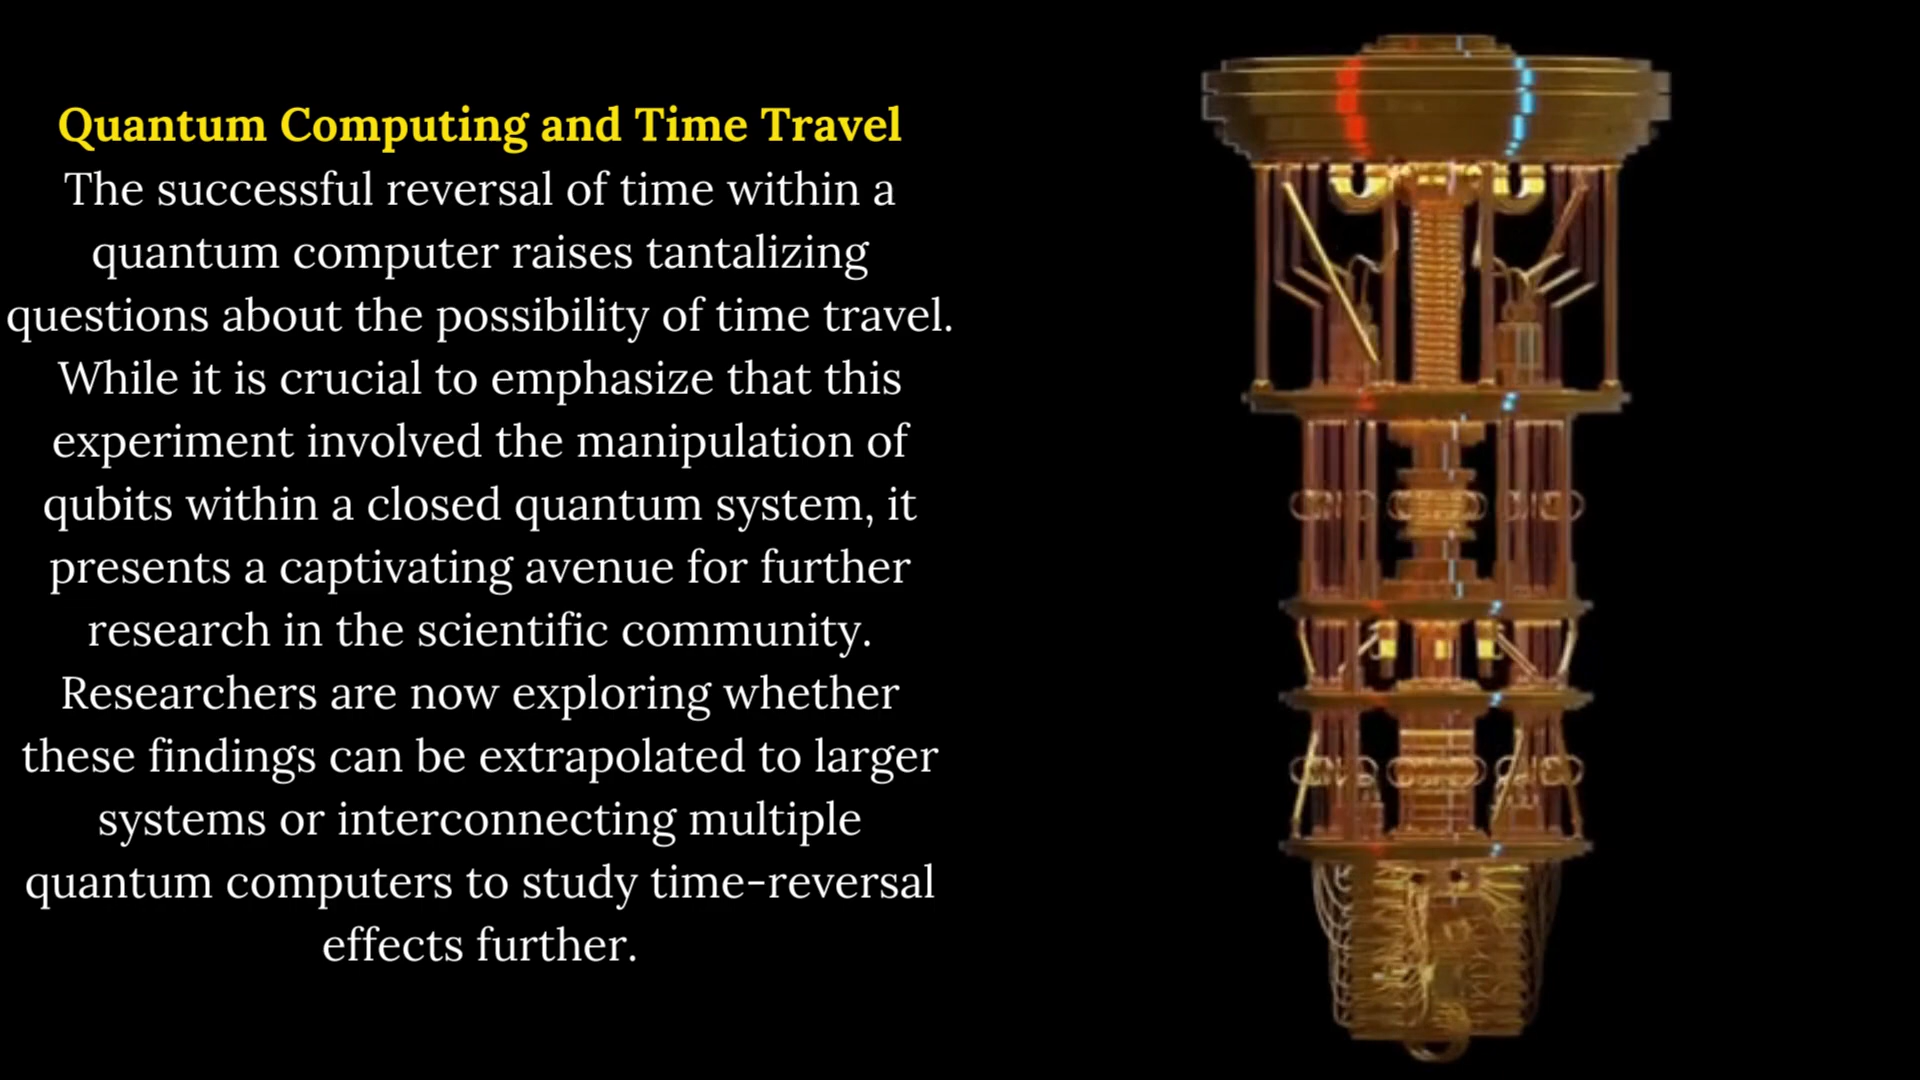 Quantum Computing and Time Travel
The successful reversal of time within a
quantum computer raises tantalizing
questions about the possibility of time travel.
While it is crucial to emphasize that this
experiment involved the manipulation of
qubits within a closed quantum system, it
presents a captivating avenue for further
research in the scientific community.
Researchers are now exploring whether
these findings can be extrapolated to larger
systems or interconnecting multiple
quantum computers to study time-reversal
effects further.